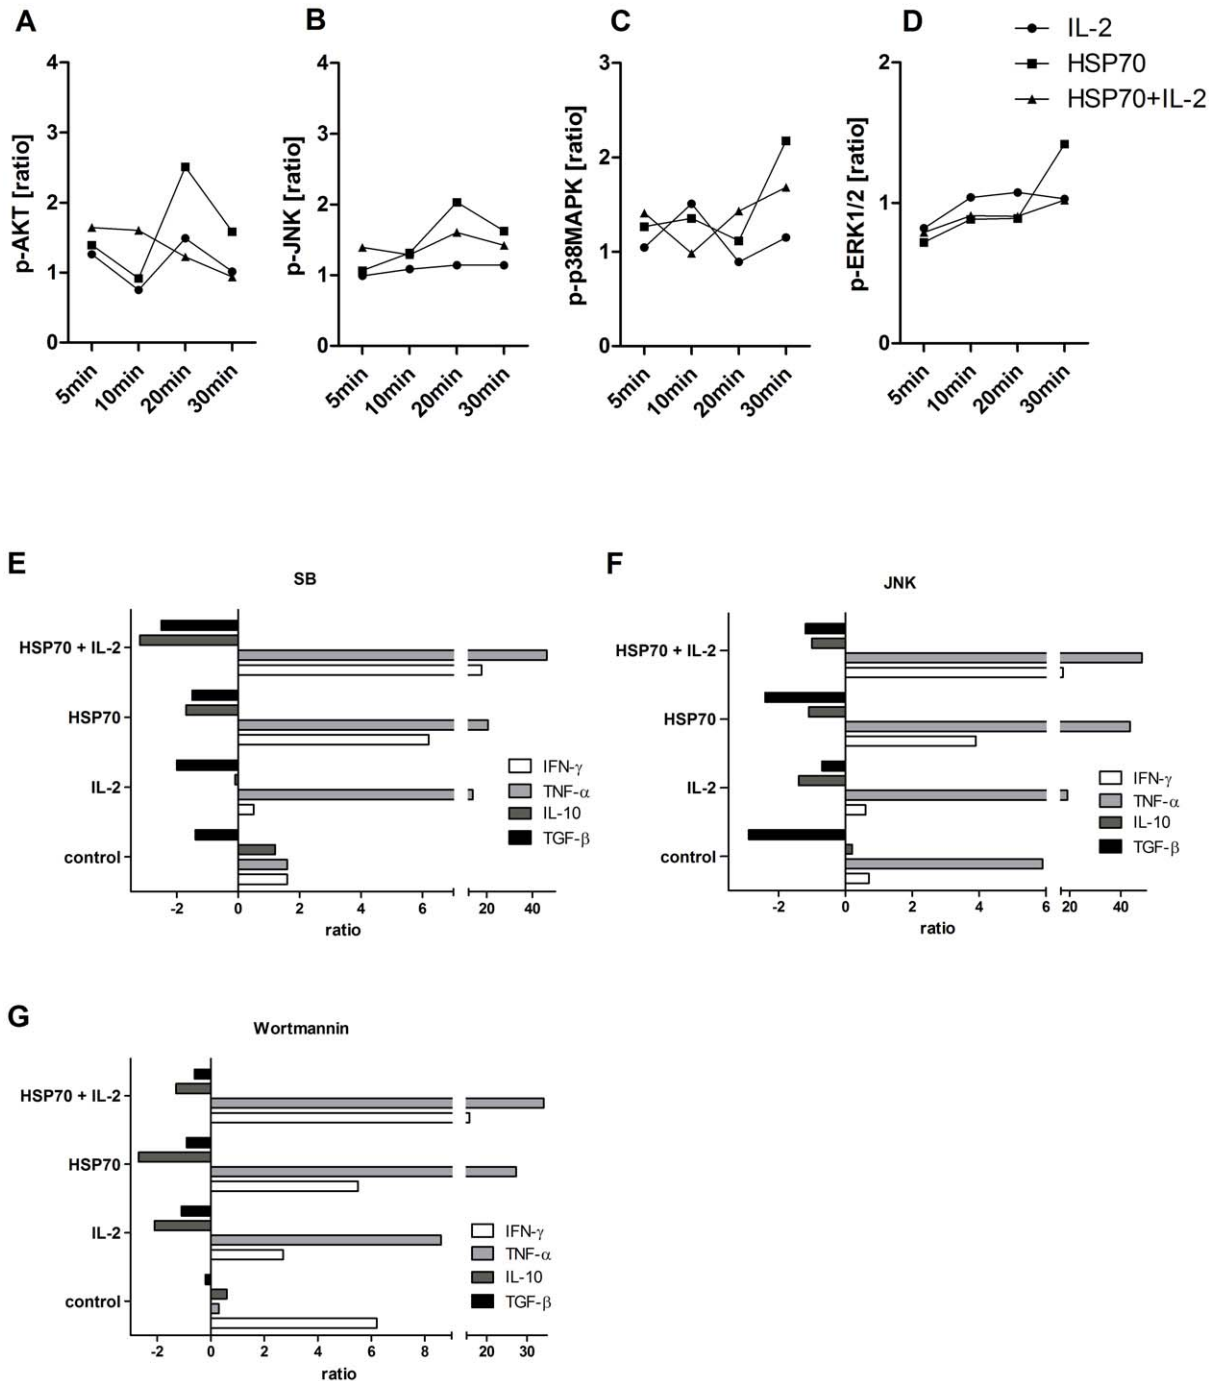 A
B
C
D
IL-2
HSP70
HSP70+IL-2
p-AKT [ratio]
4
3
2
1
0
5min
10min
20min
30min
p-JNK [ratio]
4
3
2
1
0
5min
10min
20min
30min
p-p38MAPK [ratio]
3
2
1
0
5min
10min
20min
30min
p-ERK1/2 [ratio]
2
1
0
5min
10min
20min
30min
E
SB
HSP70 + IL-2
HSP70
IL-2
control
IFN-γ
TNF-α
IL-10
TGF-β
-2 0 2 4 6 20 40
ratio
F
JNK
HSP70 + IL-2
HSP70
IL-2
control
IFN-γ
TNF-α
IL-10
TGF-β
-2 0 2 4 6 20 40
ratio
G
Wortmannin
HSP70 + IL-2
HSP70
IL-2
control
IFN-γ
TNF-α
IL-10
TGF-β
-2 0 2 4 6 8 20 30
ratio